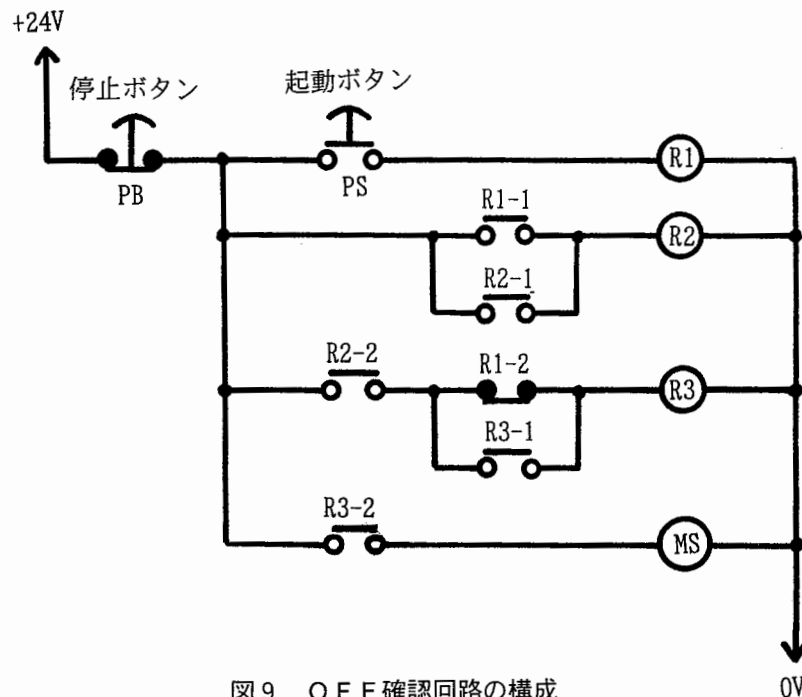 +24V
停止ボタン
起動ボタン
PB
PS
R1
R1-1
R2
R2-1
R2-2
R1-2
R3
R3-1
R3-2
MS
図9 OFF確認回路の構成
0V